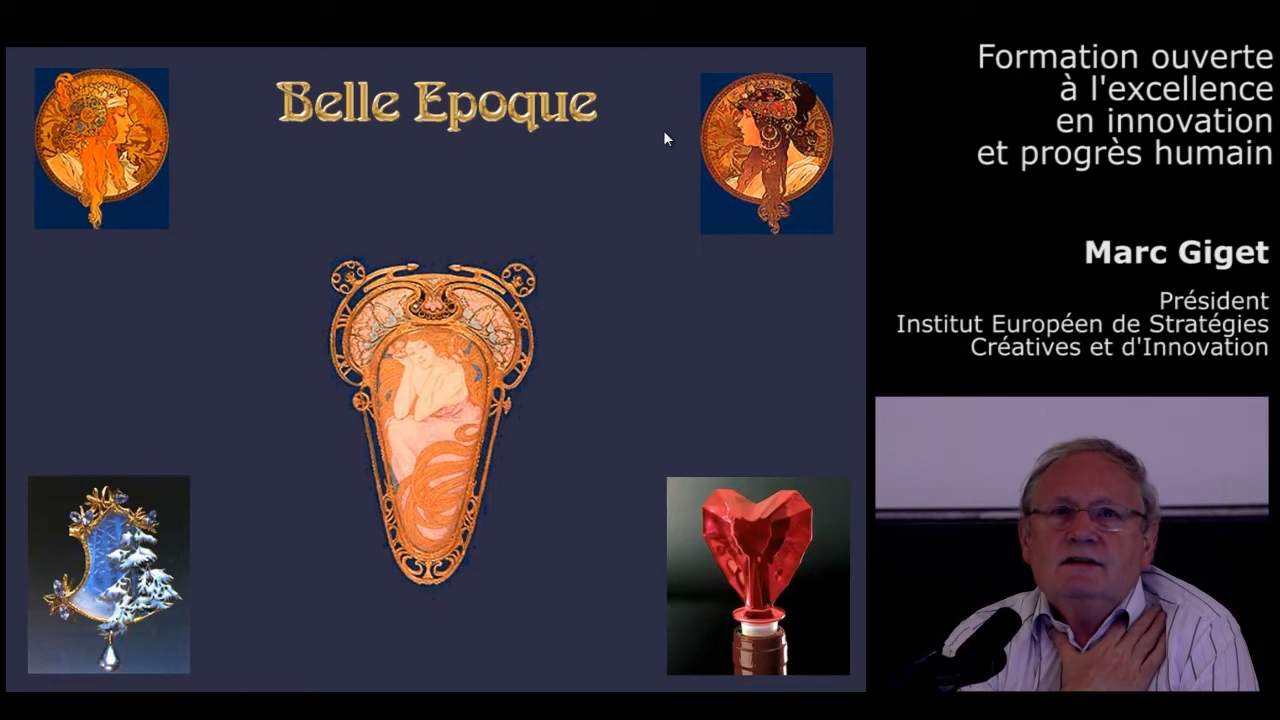 Belle Epoque
Formation ouverte
à l'excellence
en innovation
et progrès humain
Marc Giget
Président
Institut Européen de Stratégies
Créatives et d'Innovation